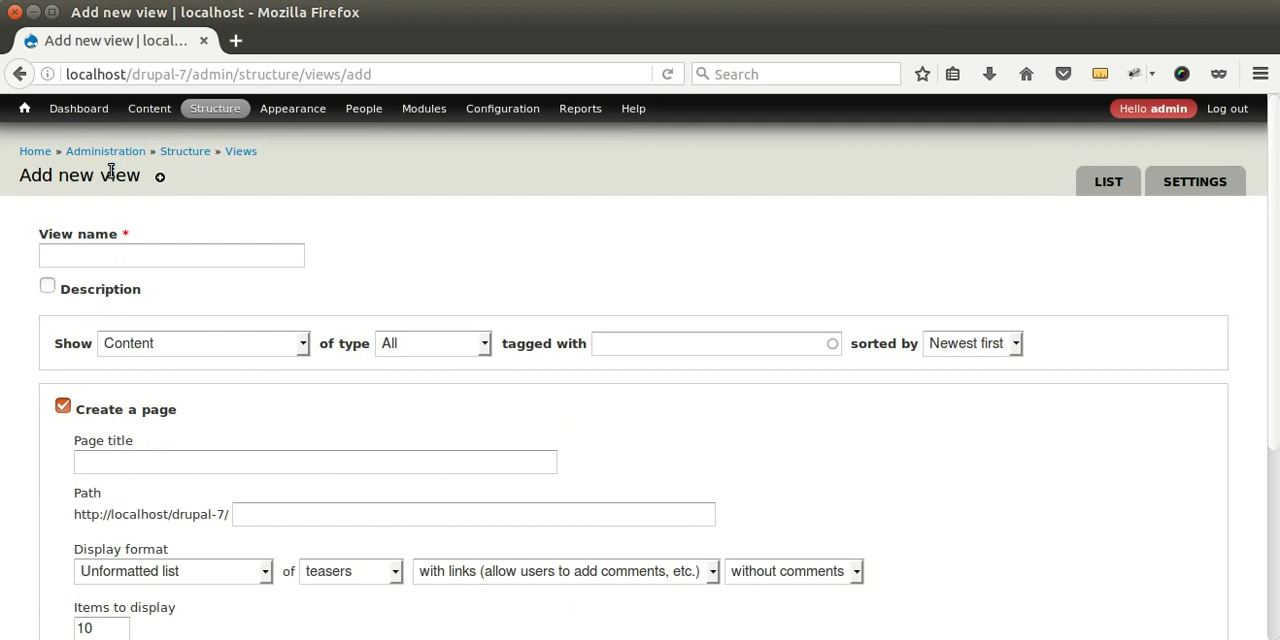 Add new view | localhost - Mozilla Firefox
Add new view | local...
localhost/drupal-7/admin/structure/views/add
Search
Dashboard Content Structure Appearance People Modules Configuration Reports Help Hello admin Log out
Home » Administration » Structure » Views
Add new view
LIST SETTINGS
View name *
Description
Show Content of type All tagged with sorted by Newest first
Create a page
Page title
Path
http://localhost/drupal-7/
Display format
Unformatted list of teasers with links (allow users to add comments, etc.) without comments
Items to display
10